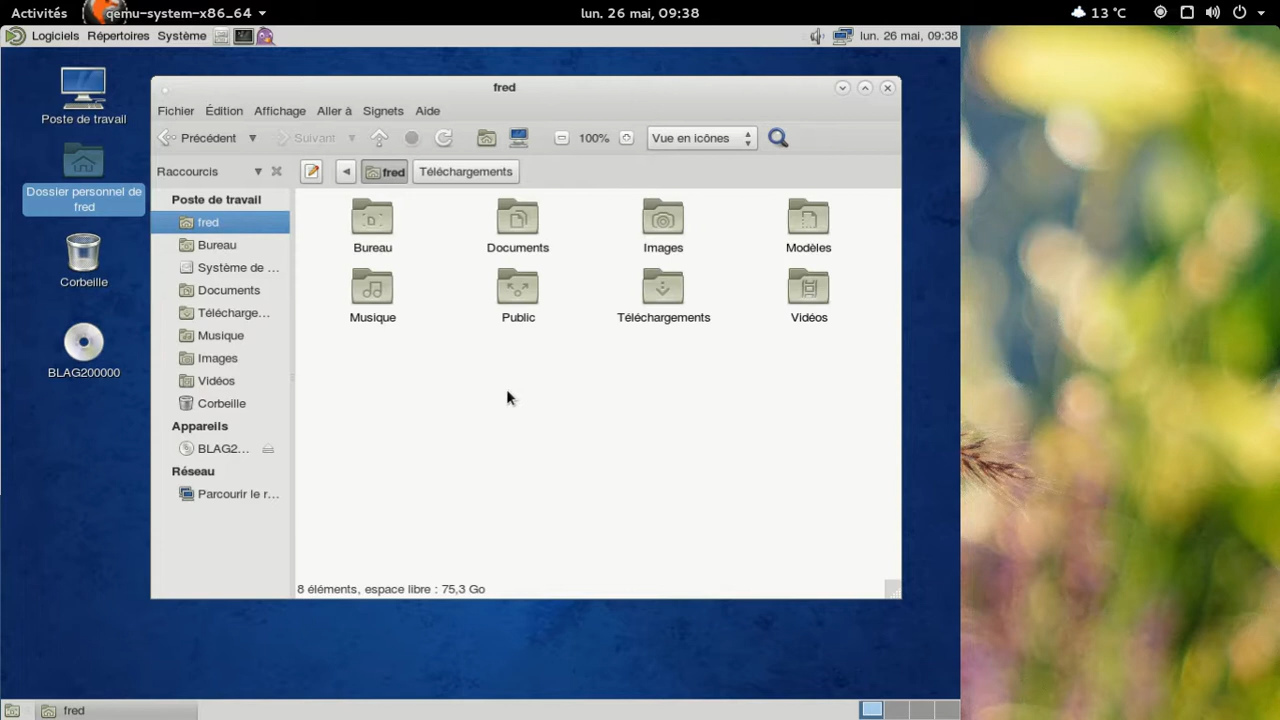 Activités qemu-system-x86_64 lun. 26 mai, 09:38 13 °C
Logiciels Répertoires Système lun. 26 mai, 09:38
Poste de travail
Dossier personnel de
fred
Corbeille
BLAG200000
fred
Fichier Édition Affichage Aller à Signets Aide
Précédent Suivant 100% Vue en icônes
Raccourcis fred Téléchargements
Poste de travail
fred
Bureau
Système de ...
Documents
Télécharge...
Musique
Images
Vidéos
Corbeille
Appareils
BLAG2...
Réseau
Parcourir le r...
Bureau Documents Images Modèles
Musique Public Téléchargements Vidéos
8 éléments, espace libre : 75,3 Go
fred